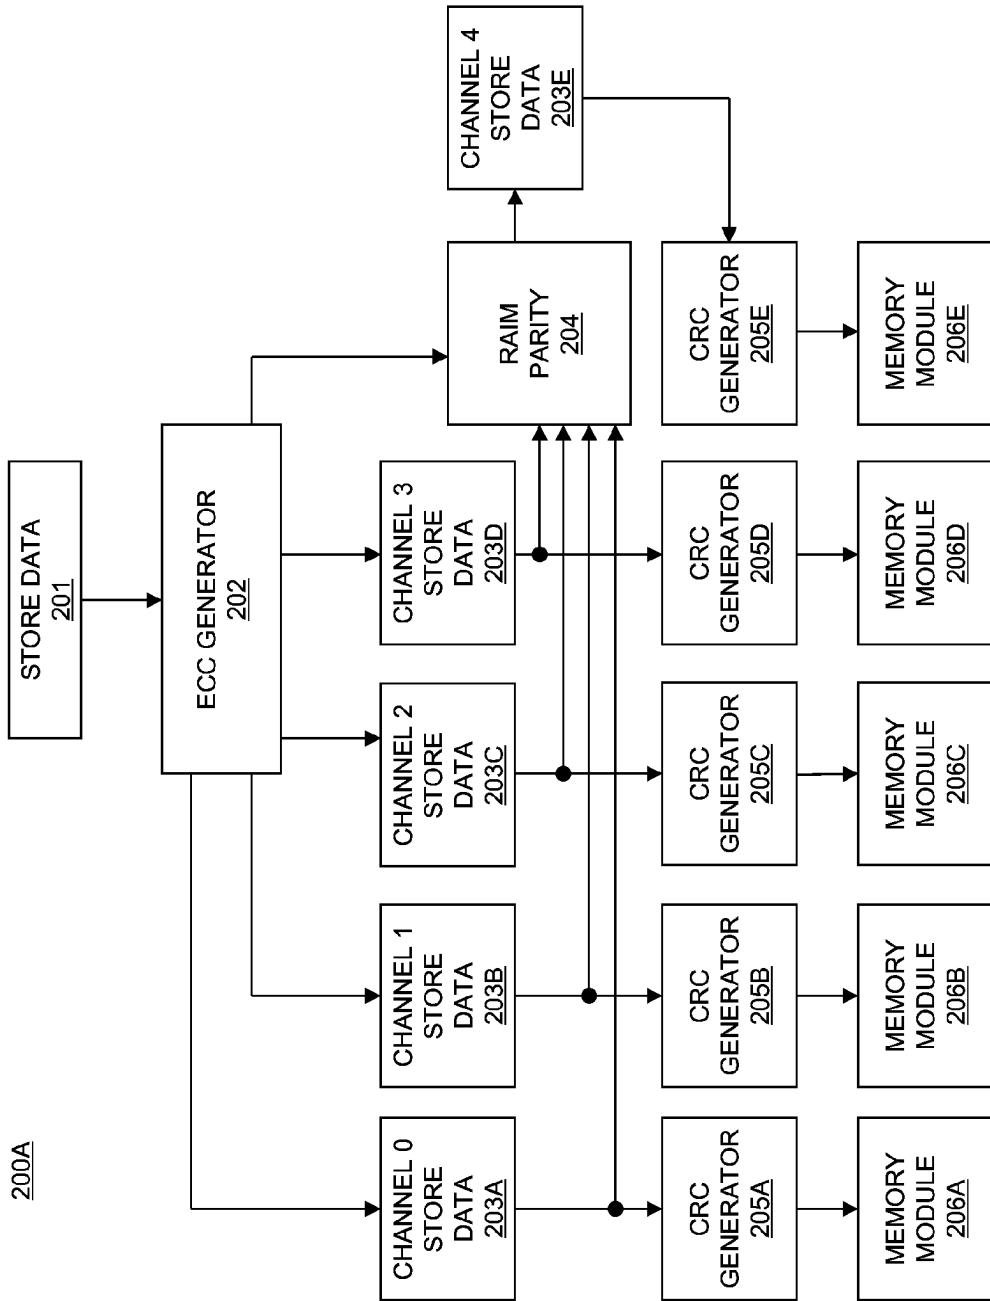 200A
STORE DATA
201
ECC GENERATOR
202
CHANNEL 0
STORE
DATA
203A
CHANNEL 1
STORE
DATA
203B
CHANNEL 2
STORE
DATA
203C
CHANNEL 3
STORE
DATA
203D
RAIM
PARITY
204
CHANNEL 4
STORE
DATA
203E
CRC
GENERATOR
205A
CRC
GENERATOR
205B
CRC
GENERATOR
205C
CRC
GENERATOR
205D
CRC
GENERATOR
205E
MEMORY
MODULE
206A
MEMORY
MODULE
206B
MEMORY
MODULE
206C
MEMORY
MODULE
206D
MEMORY
MODULE
206E